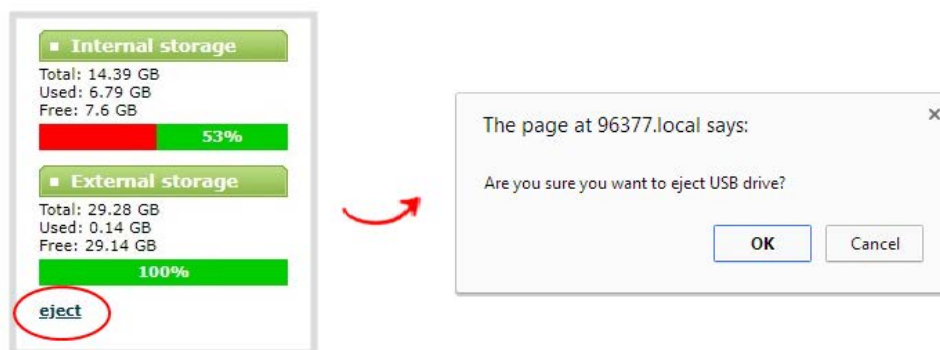 Internal storage
Total: 14.39 GB
Used: 6.79 GB
Free: 7.6 GB
53%
External storage
Total: 29.28 GB
Used: 0.14 GB
Free: 29.14 GB
100%
eject
The page at 96377.local says:
Are you sure you want to eject USB drive?
OK Cancel